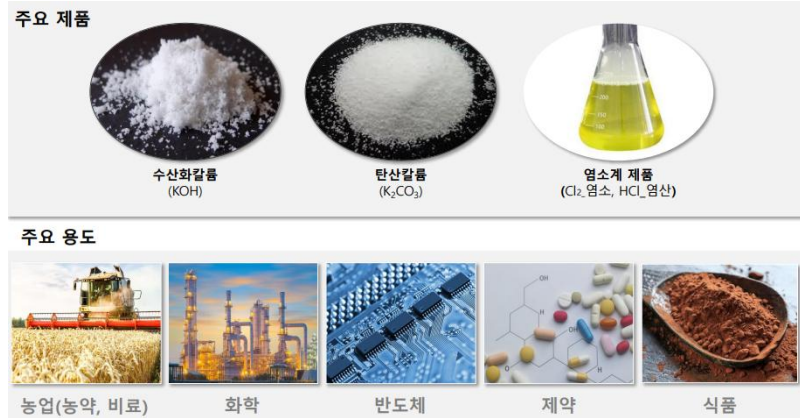 주요 제품
수산화칼륨
(KOH)
탄산칼륨
(K₂CO₃)
염소계 제품
(Cl₂_염소, HCl_염산)
주요 용도
OH
H
OH
H
농업(농약, 비료)
화학
반도체
제약
식품